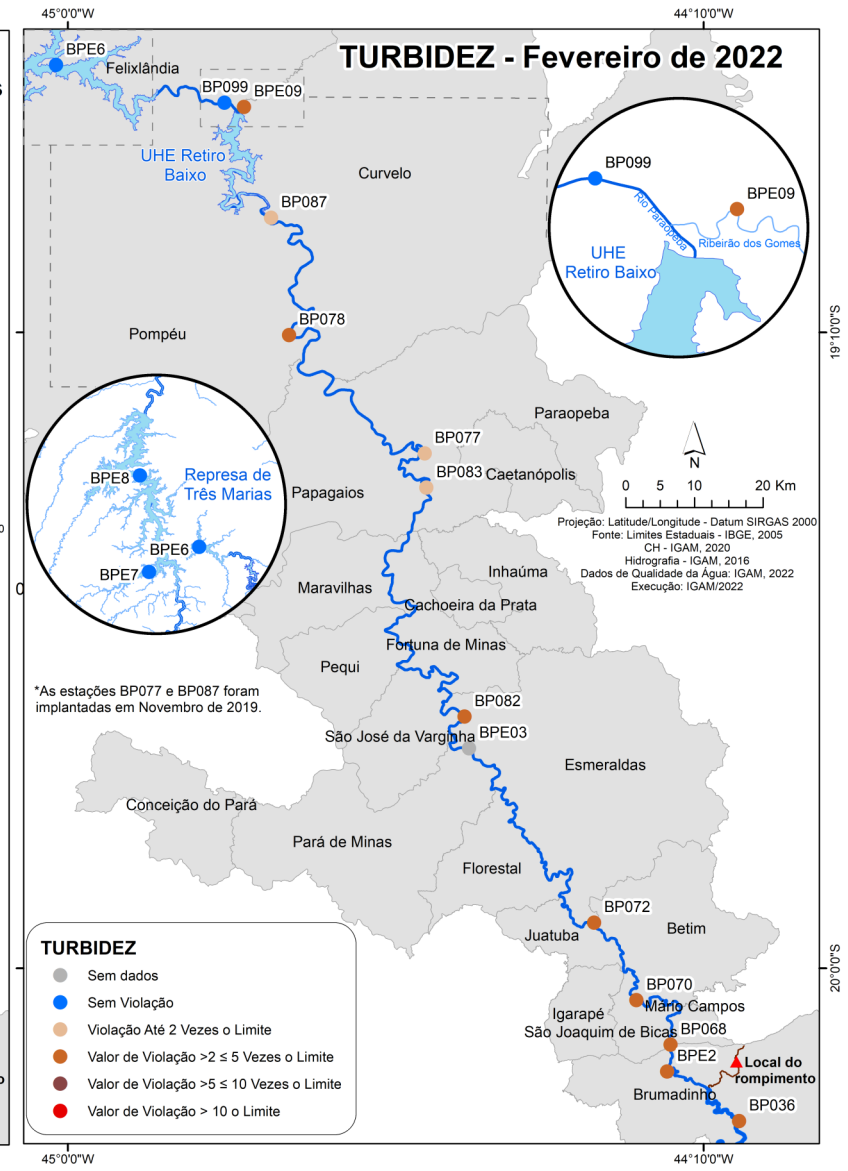 45°0'0"W
44°10'0"W
TURBIDEZ - Fevereiro de 2022
BPE6
Felixlândia
BP099
BPE09
UHE Retiro
Baixo
Curvelo
BP087
BP099
BPE09
Rio Paraopeba
Ribeirão dos Gomes
UHE
Retiro Baixo
BP078
Pompéu
19°10'0"S
Paraopeba
BP077
BP083
Caetanópolis
Papagaios
N
0 5 10 20 Km
Projeção: Latitude/Longitude - Datum SIRGAS 2000
Fonte: Limites Estaduais - IBGE, 2005
CH - IGAM, 2020
Hidrografia - IGAM, 2016
Dados de Qualidade da Água: IGAM, 2022
Execução: IGAM/2022
BPE8
Represa de
Três Marias
BPE6
BPE7
Inhaúma
Maravilhas
Cachoeira da Prata
Fortuna de Minas
Pequi
*As estações BP077 e BP087 foram
implantadas em Novembro de 2019.
BP082
São José da Varginha
BPE03
Esmeraldas
Conceição do Pará
Pará de Minas
Florestal
BP072
Juatuba
Betim
20°0'0"S
BP070
Mário Campos
Igarapé
São Joaquim de Bicas
BP068
BPE2
Local do
rompimento
Brumadinho
BP036
TURBIDEZ
Sem dados
Sem Violação
Violação Até 2 Vezes o Limite
Valor de Violação >2 ≤ 5 Vezes o Limite
Valor de Violação >5 ≤ 10 Vezes o Limite
Valor de Violação > 10 o Limite
45°0'0"W
44°10'0"W